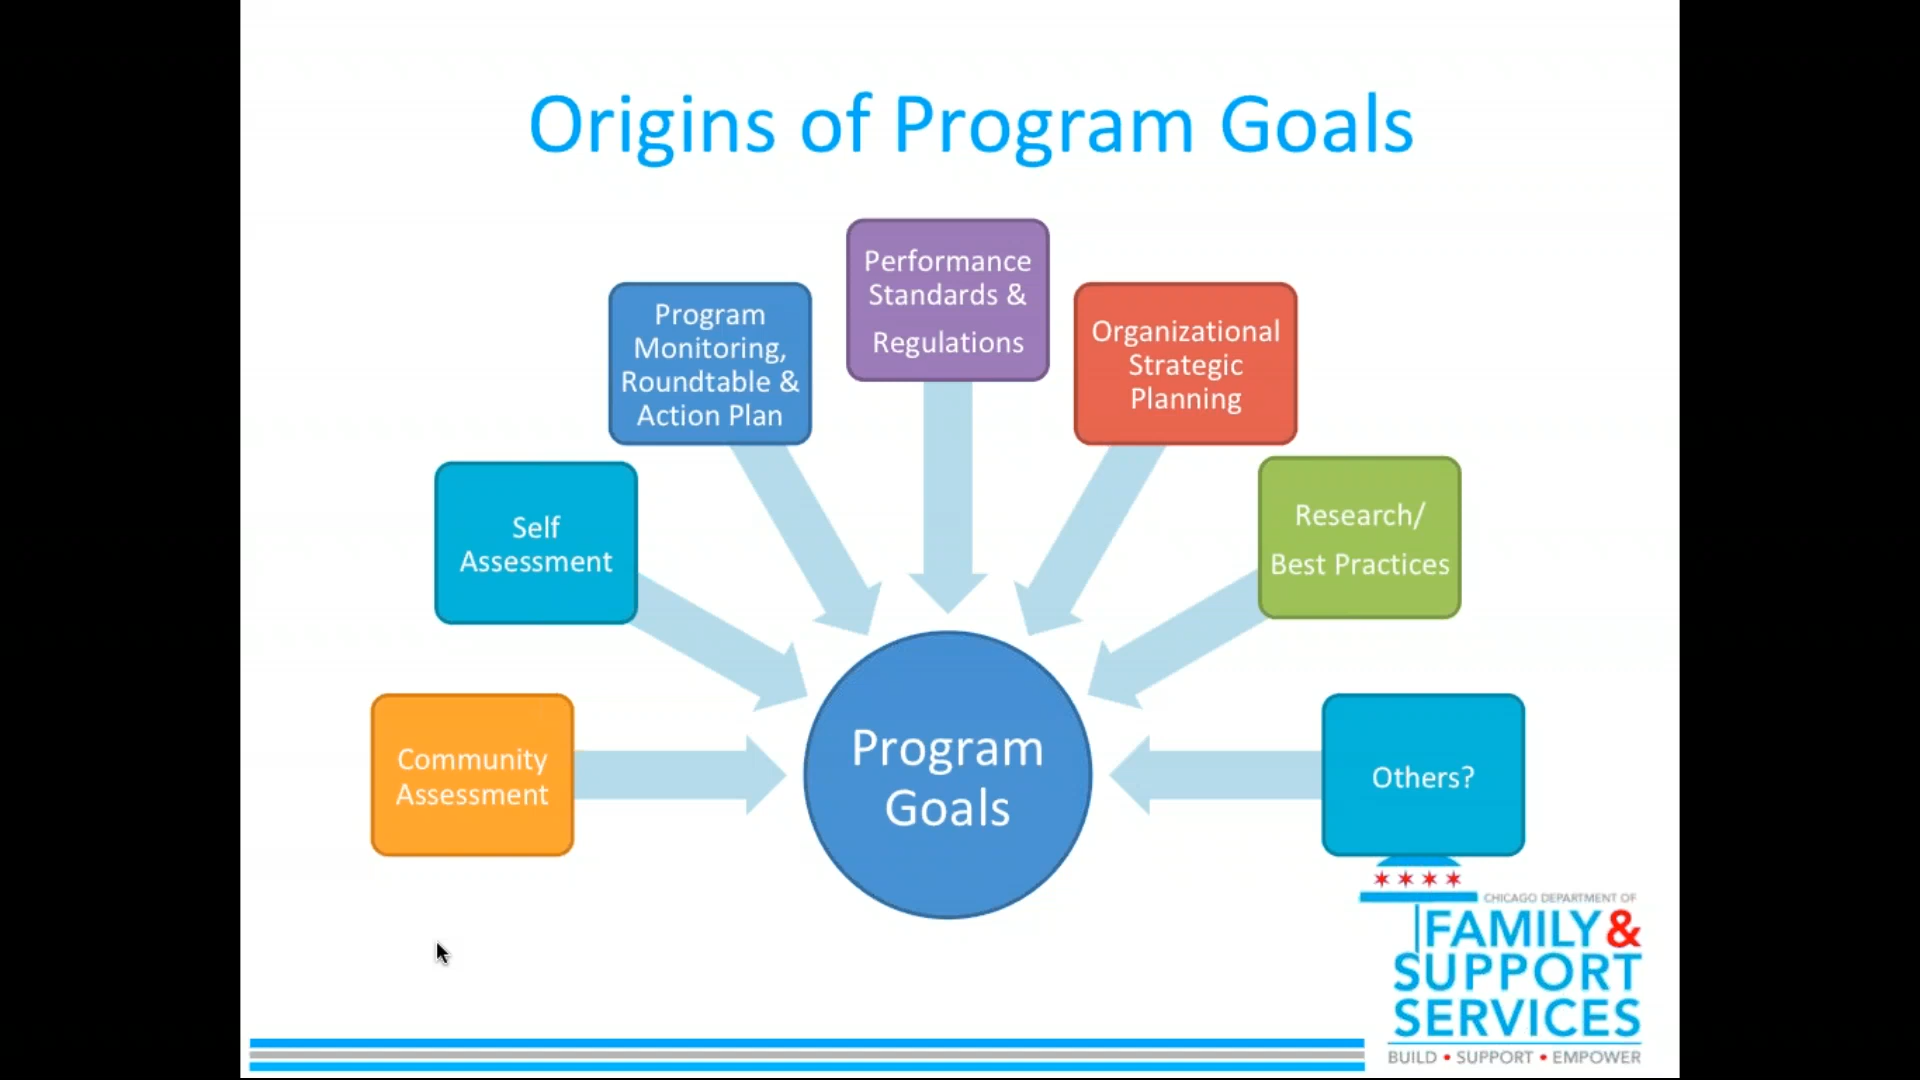 Origins of Program Goals
Performance
Standards &
Regulations
Program
Monitoring,
Roundtable &
Action Plan
Organizational
Strategic
Planning
Self
Assessment
Research/
Best Practices
Community
Assessment
Program
Goals
Others?
CHICAGO DEPARTMENT OF
FAMILY &
SUPPORT
SERVICES
BUILD • SUPPORT • EMPOWER